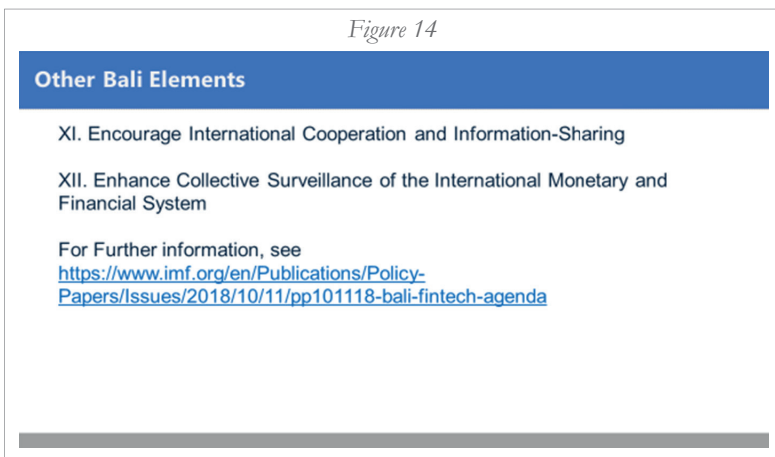 Figure 14
Other Bali Elements
XI. Encourage International Cooperation and Information-Sharing
XII. Enhance Collective Surveillance of the International Monetary and
Financial System
For Further information, see
https://www.imf.org/en/Publications/Policy-
Papers/Issues/2018/10/11/pp101118-bali-fintech-agenda